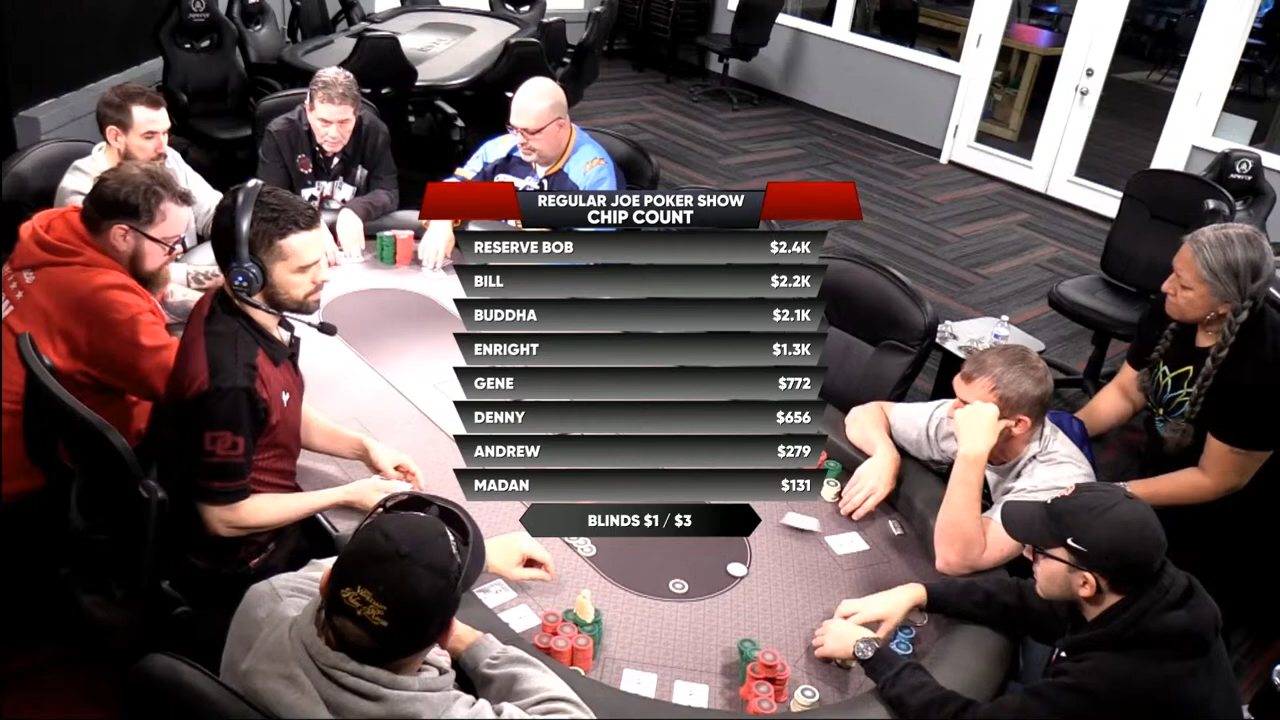 REGULAR JOE POKER SHOW
CHIP COUNT
RESERVE BOB $2.4K
BILL $2.2K
BUDDHA $2.1K
ENRIGHT $1.3K
GENE $772
DENNY $656
ANDREW $279
MADAN $131
BLINDS $1 / $3